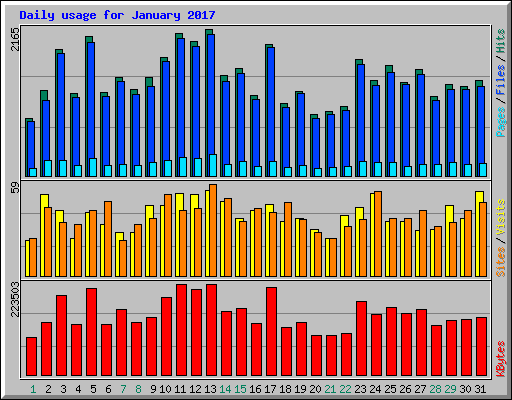 Daily usage for January 2017
2165
Pages / Files / Hits
59
Sites / Visits
223503
KBytes
1 2 3 4 5 6 7 8 9 10 11 12 13 14 15 16 17 18 19 20 21 22 23 24 25 26 27 28 29 30 31